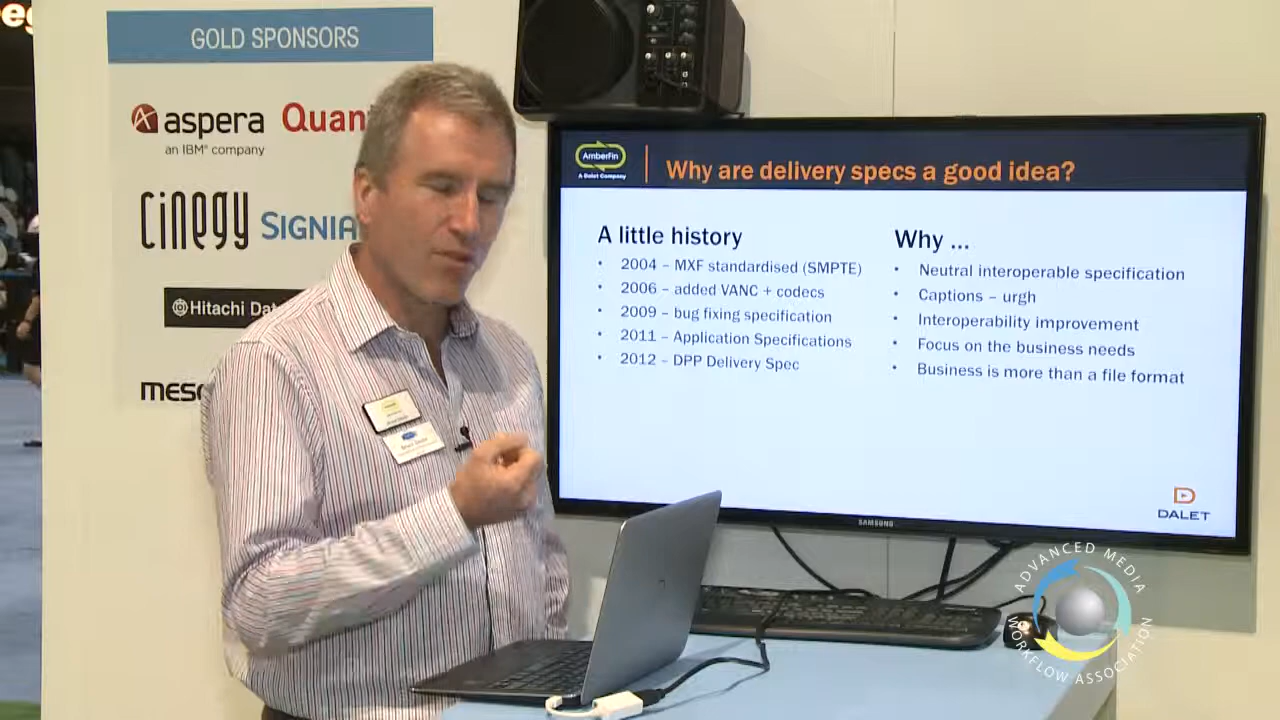 GOLD SPONSORS
aspera
an IBM® company
Quan
cinegy
SIGNIA
Hitachi Dat
meso
AmberFin
A Dalet Company
Why are delivery specs a good idea?
A little history
• 2004 – MXF standardised (SMPTE)
• 2006 – added VANC + codecs
• 2009 – bug fixing specification
• 2011 – Application Specifications
• 2012 – DPP Delivery Spec
Why ...
• Neutral interoperable specification
• Captions – urgh
• Interoperability improvement
• Focus on the business needs
• Business is more than a file format
DALET
SAMSUNG
ADVANCED MEDIA
WORKFLOW ASSOCIATION